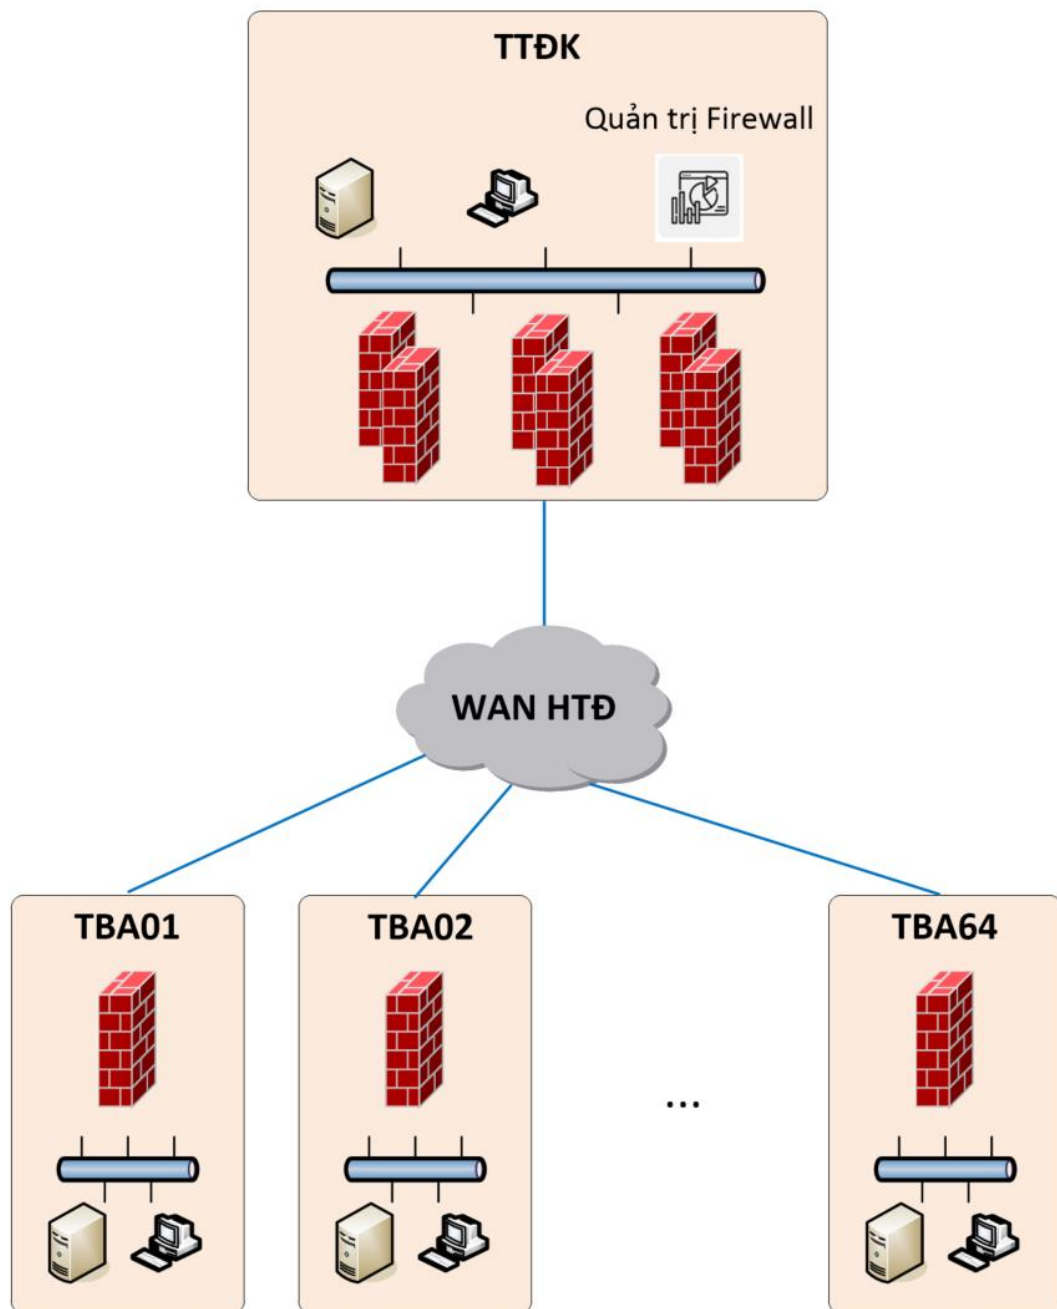 TTĐK
Quản trị Firewall
WAN HTĐ
TBA01
TBA02
TBA64
...